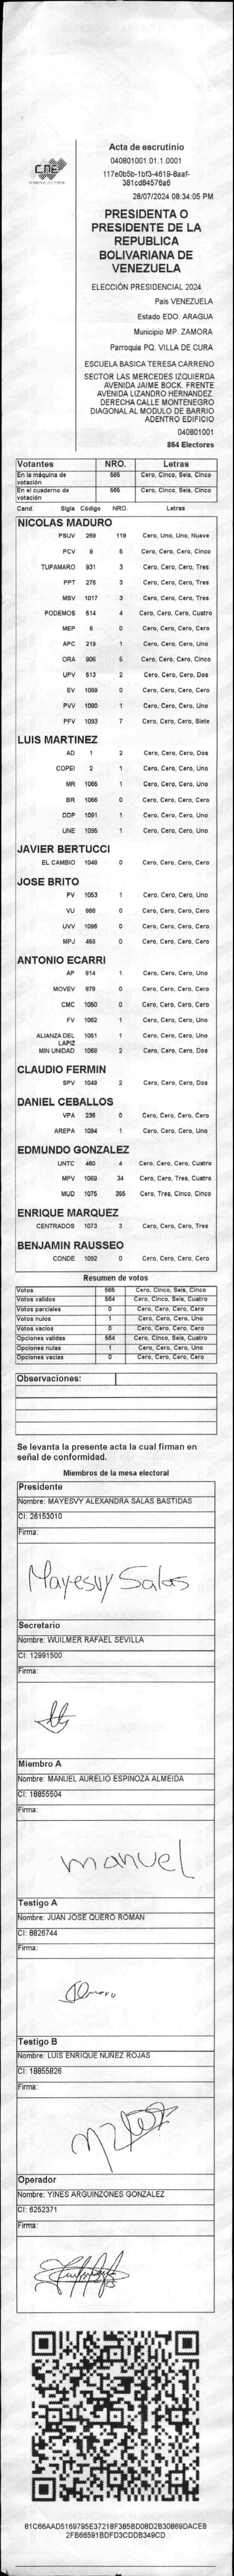 CNE
Acta de escrutinio
040801001.01.1.0001
117e0b5b-1bf3-4619-8aaf-
381cd84576a6
28/07/2024 08:34:05 PM
PRESIDENTA O
PRESIDENTE DE LA
REPUBLICA
BOLIVARIANA DE
VENEZUELA
ELECCIÓN PRESIDENCIAL 2024
Pais VENEZUELA
Estado EDO. ARAGUA
Municipio MP. ZAMORA
Parroquia PQ. VILLA DE CURA
ESCUELA BASICA TERESA CARREÑO
SECTOR LAS MERCEDES IZQUIERDA
AVENIDA JAIME BOCK. FRENTE
AVENIDA LIZANDRO HERNANDEZ.
DERECHA CALLE MONTENEGRO
DIAGONAL AL MODULO DE BARRIO
ADENTRO EDIFICIO
040801001
864 Electores
Votantes NRO. Letras
En la máquina de votación 565 Cero, Cinco, Seis, Cinco
En el cuaderno de votación 565 Cero, Cinco, Seis, Cinco
Cand. Sigla Código NRO. Letras
NICOLAS MADURO
PSUV 269 119 Cero, Uno, Uno, Nueve
PCV 9 5 Cero, Cero, Cero, Cinco
TUPAMARO 931 3 Cero, Cero, Cero, Tres
PPT 276 3 Cero, Cero, Cero, Tres
MSV 1017 3 Cero, Cero, Cero, Tres
PODEMOS 514 4 Cero, Cero, Cero, Cuatro
MEP 6 0 Cero, Cero, Cero, Cero
APC 219 1 Cero, Cero, Cero, Uno
ORA 906 5 Cero, Cero, Cero, Cinco
UPV 513 2 Cero, Cero, Cero, Dos
EV 1089 0 Cero, Cero, Cero, Cero
PVV 1090 1 Cero, Cero, Cero, Uno
PFV 1093 7 Cero, Cero, Cero, Siete
LUIS MARTINEZ
AD 1 2 Cero, Cero, Cero, Dos
COPEI 2 1 Cero, Cero, Cero, Uno
MR 1065 1 Cero, Cero, Cero, Uno
BR 1066 0 Cero, Cero, Cero, Cero
DDP 1091 1 Cero, Cero, Cero, Uno
UNE 1095 1 Cero, Cero, Cero, Uno
JAVIER BERTUCCI
EL CAMBIO 1048 0 Cero, Cero, Cero, Cero
JOSE BRITO
PV 1053 1 Cero, Cero, Cero, Uno
VU 868 0 Cero, Cero, Cero, Cero
UVV 1096 0 Cero, Cero, Cero, Cero
MPJ 458 0 Cero, Cero, Cero, Cero
ANTONIO ECARRI
AP 914 1 Cero, Cero, Cero, Uno
MOVEV 878 0 Cero, Cero, Cero, Cero
CMC 1050 0 Cero, Cero, Cero, Cero
FV 1062 1 Cero, Cero, Cero, Uno
ALIANZA DEL LAPIZ 1051 1 Cero, Cero, Cero, Uno
MIN UNIDAD 1088 2 Cero, Cero, Cero, Dos
CLAUDIO FERMIN
SPV 1049 2 Cero, Cero, Cero, Dos
DANIEL CEBALLOS
VPA 236 0 Cero, Cero, Cero, Cero
AREPA 1094 1 Cero, Cero, Cero, Uno
EDMUNDO GONZALEZ
UNTC 460 4 Cero, Cero, Cero, Cuatro
MPV 1069 34 Cero, Cero, Tres, Cuatro
MUD 1075 355 Cero, Tres, Cinco, Cinco
ENRIQUE MARQUEZ
CENTRADOS 1073 3 Cero, Cero, Cero, Tres
BENJAMIN RAUSSEO
CONDE 1092 0 Cero, Cero, Cero, Cero
Resumen de votos
Votos 565 Cero, Cinco, Seis, Cinco
Votos validos 564 Cero, Cinco, Seis, Cuatro
Votos parciales 0 Cero, Cero, Cero, Cero
Votos nulos 1 Cero, Cero, Cero, Uno
Votos vacios 0 Cero, Cero, Cero, Cero
Opciones validas 564 Cero, Cinco, Seis, Cuatro
Opciones nulas 1 Cero, Cero, Cero, Uno
Opciones vacias 0 Cero, Cero, Cero, Cero
Observaciones:
Se levanta la presente acta la cual firman en
señal de conformidad.
Miembros de la mesa electoral
Presidente
Nombre: MAYESVY ALEXANDRA SALAS BASTIDAS
CI: 26153010
Firma:
Mayesvy Salas
Secretario
Nombre: WUILMER RAFAEL SEVILLA
CI: 12991500
Firma:
Miembro A
Nombre: MANUEL AURELIO ESPINOZA ALMEIDA
CI: 18855504
Firma:
manuel
Testigo A
Nombre: JUAN JOSE QUERO ROMAN
CI: 8826744
Firma:
Testigo B
Nombre: LUIS ENRIQUE NUÑEZ ROJAS
CI: 18855826
Firma:
Operador
Nombre: YINES ARGUINZONES GONZALEZ
CI: 6252371
Firma:
81C66AAD5169795E37218F385BD08D2B30869DACE8
2FB66591BDFD3CDDB349CD